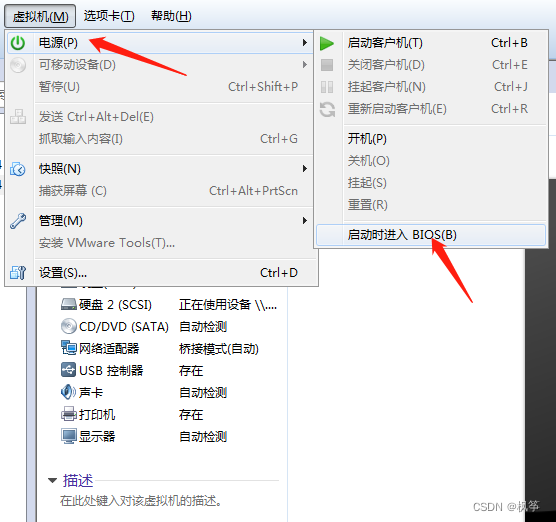 虚拟机(M) 选项卡(T) 帮助(H)
电源(P)
可移动设备(D)
暂停(U) Ctrl+Shift+P
发送 Ctrl+Alt+Del(E)
抓取输入内容(I) Ctrl+G
快照(N)
捕获屏幕 (C) Ctrl+Alt+PrtScn
管理(M)
安装 VMware Tools(T)...
设置(S)... Ctrl+D
启动客户机(T) Ctrl+B
关闭客户机(D) Ctrl+E
挂起客户机(N) Ctrl+J
重新启动客户机(E) Ctrl+R
开机(P)
关机(O)
挂起(S)
重置(R)
启动时进入 BIOS(B)
硬盘 2 (SCSI) 正在使用设备 \\....
CD/DVD (SATA) 自动检测
网络适配器 桥接模式(自动)
USB 控制器 存在
声卡 自动检测
打印机 存在
显示器 自动检测
描述
在此处键入对该虚拟机的描述。
CSDN @枫筝